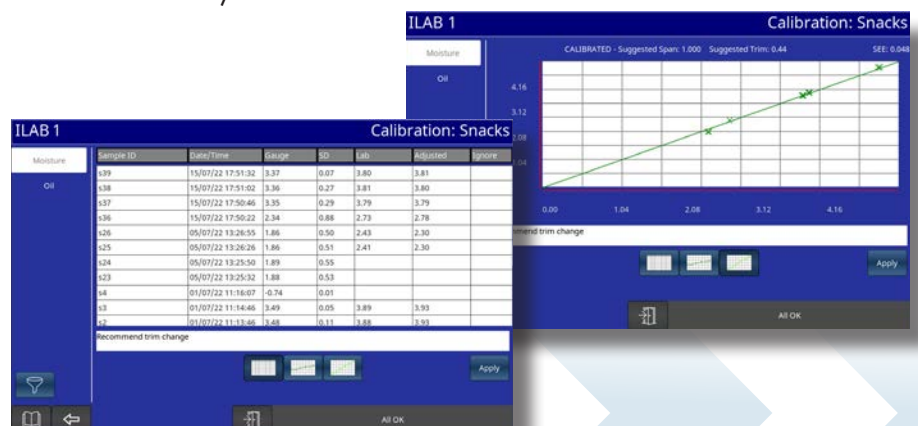 ILAB 1 Calibration: Snacks
Moisture
Oil
CALIBRATED - Suggested Span: 1.000 Suggested Trim: 0.44 SEE: 0.048
4.16
3.12
2.08
1.04
0.00 1.04 2.08 3.12 4.16
mend trim change
Apply
All OK
ILAB 1 Calibration: Snacks
Moisture
Oil
Sample ID Date/Time Gauge SD Lab Adjusted Ignore
s39 15/07/22 17:51:32 3.37 0.07 3.80 3.81
s38 15/07/22 17:51:02 3.36 0.27 3.81 3.80
s37 15/07/22 17:50:46 3.35 0.29 3.79 3.79
s36 15/07/22 17:50:22 2.34 0.88 2.73 2.78
s26 05/07/22 13:26:55 1.86 0.50 2.43 2.30
s25 05/07/22 13:26:26 1.86 0.51 2.41 2.30
s24 05/07/22 13:25:50 1.89 0.55
s23 05/07/22 13:25:32 1.88 0.53
s4 01/07/22 11:16:07 -0.74 0.01
s3 01/07/22 11:14:46 3.49 0.05 3.89 3.93
s2 01/07/22 11:13:46 3.48 0.11 3.88 3.93
Recommend trim change
Apply
All OK